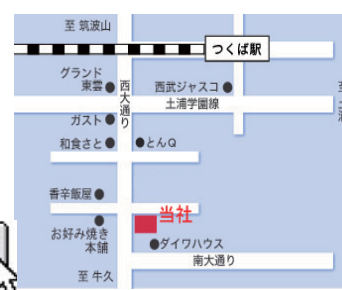 至 筑波山
つくば駅
グランド
東雲
西大通り
西武ジャスコ
土浦学園線
ガスト
和食さと
とんQ
香辛飯屋
当社
お好み焼き
本舗
ダイワハウス
南大通り
至 牛久